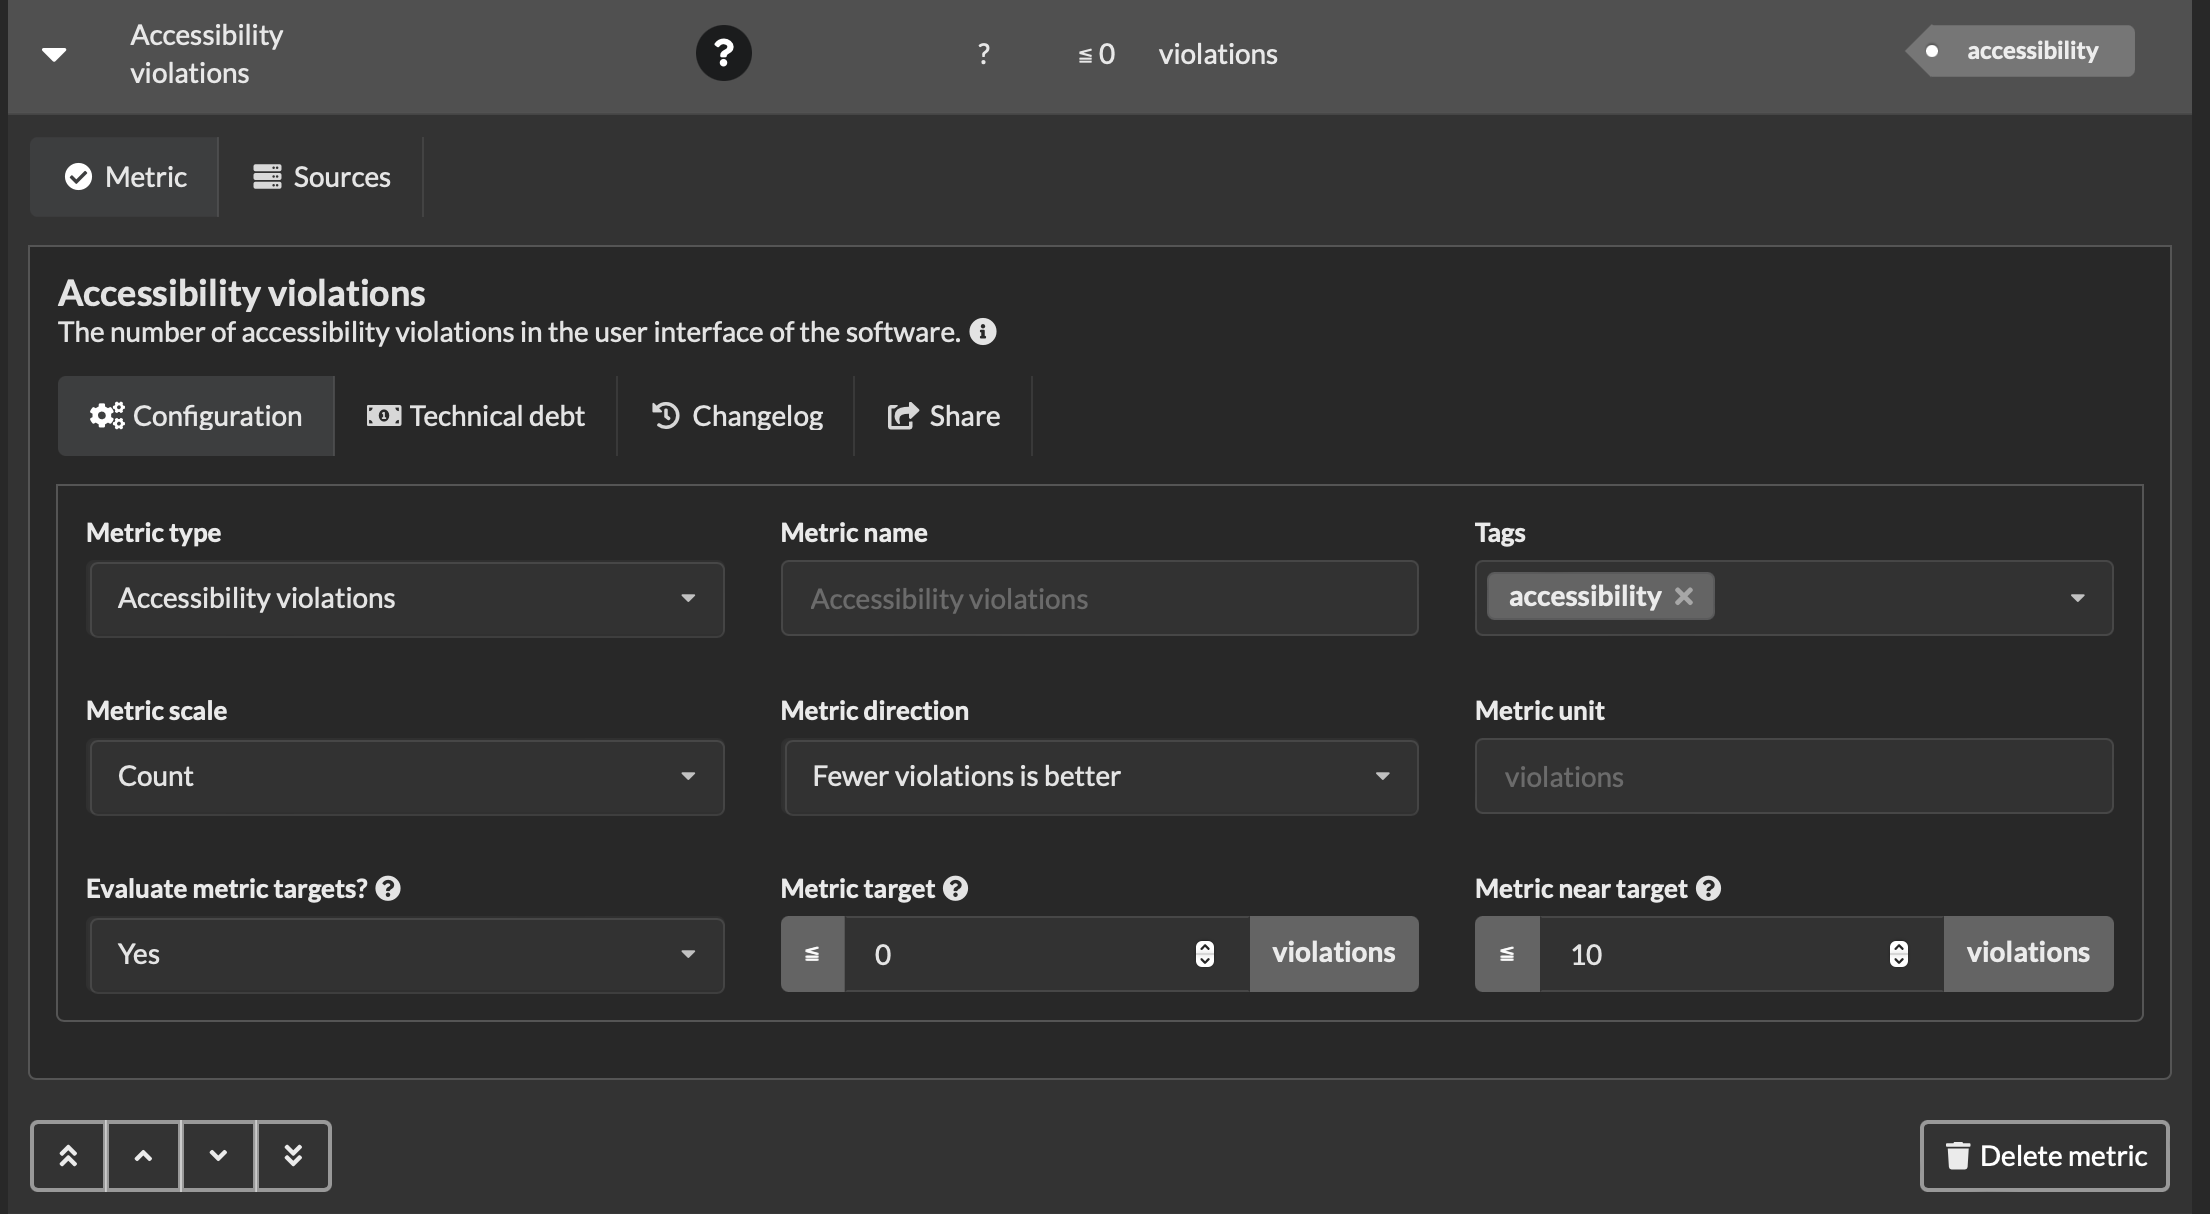 Accessibility
violations
? ≦ 0 violations
accessibility
Metric
Sources
Accessibility violations
The number of accessibility violations in the user interface of the software.
Configuration
Technical debt
Changelog
Share
Metric type
Metric name
Tags
Accessibility violations
Accessibility violations
accessibility
Metric scale
Metric direction
Metric unit
Count
Fewer violations is better
violations
Evaluate metric targets?
Metric target
Metric near target
Yes
≦ 0 violations
≦ 10 violations
Delete metric